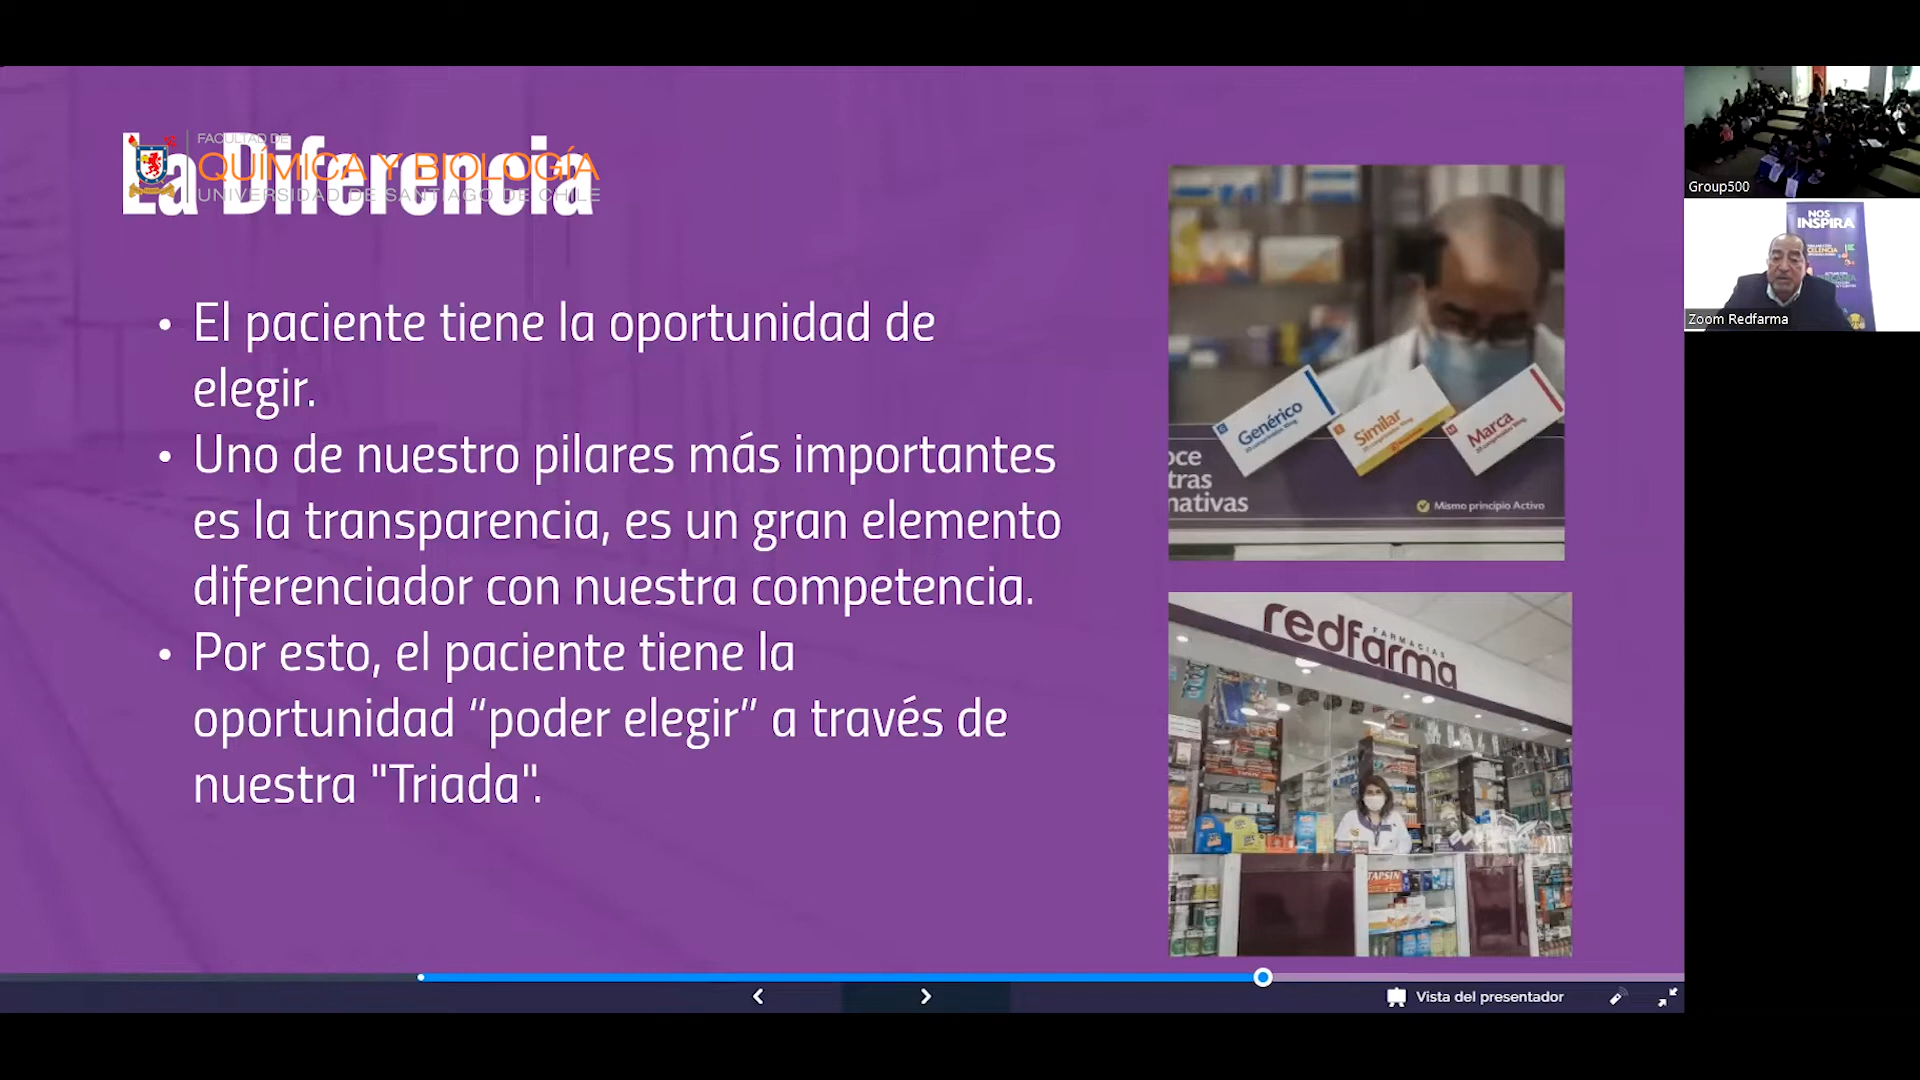 La Diferencia
FACULTAD DE
QUÍMICA Y BIOLOGÍA
UNIVERSIDAD DE SANTIAGO DE CHILE
• El paciente tiene la oportunidad de
elegir.
• Uno de nuestro pilares más importantes
es la transparencia, es un gran elemento
diferenciador con nuestra competencia.
• Por esto, el paciente tiene la
oportunidad “poder elegir” a través de
nuestra "Triada".
Genérico
Similar
Marca
oce
tras
nativas
Mismo principio Activo
FARMACIAS
redfarma
TAPSIN
Group500
NOS
INSPIRA
Zoom Redfarma
Vista del presentador